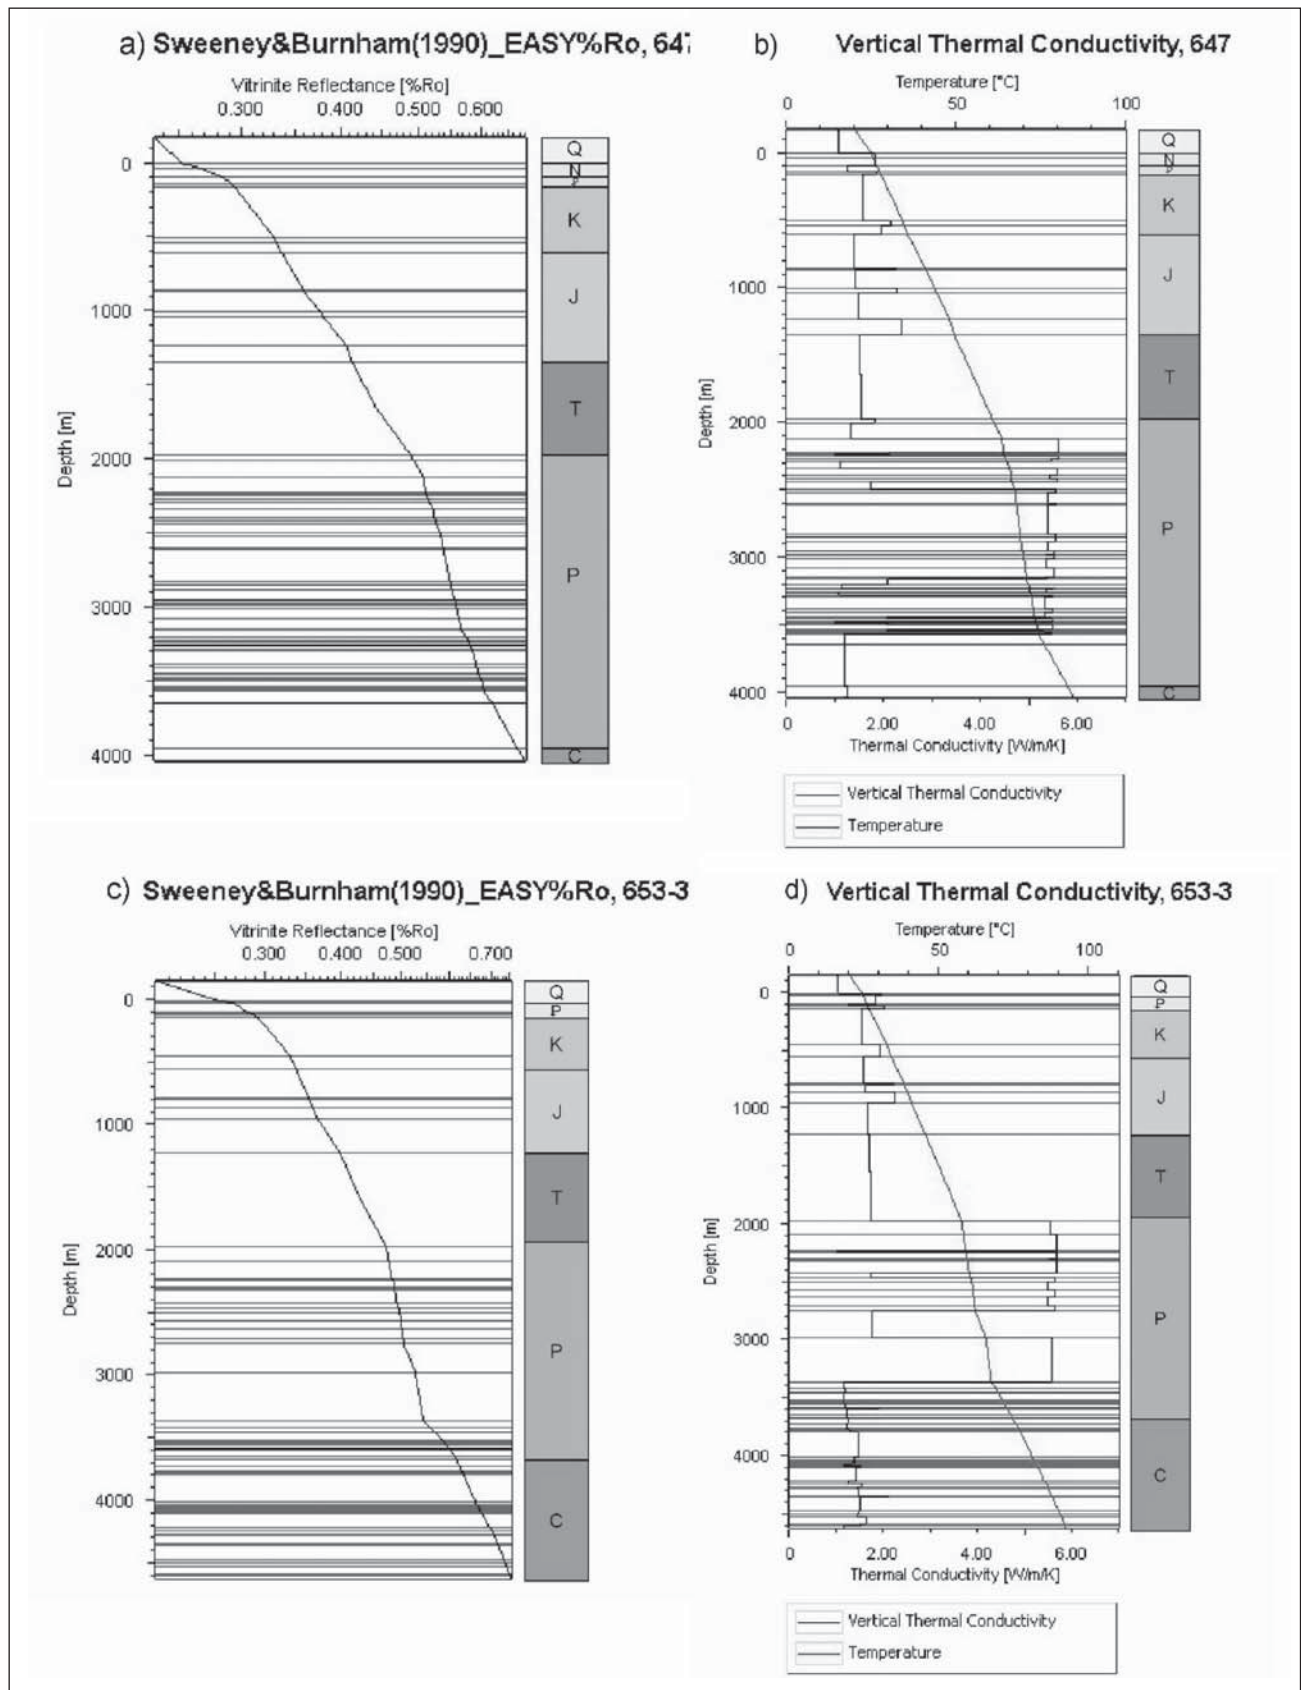 a) Sweeney&Burnham(1990)_EASY%Ro, 647
Vitrinite Reflectance [%Ro]
0.300 0.400 0.500 0.600
Depth [m]
0
1000
2000
3000
4000
Q
N
P
K
J
T
P
C
b) Vertical Thermal Conductivity, 647
Temperature [°C]
0 50 100
Depth [m]
0
1000
2000
3000
4000
Q
N
P
K
J
T
P
C
0 2.00 4.00 6.00
Thermal Conductivity [W/m/K]
Vertical Thermal Conductivity
Temperature
c) Sweeney&Burnham(1990)_EASY%Ro, 653-3
Vitrinite Reflectance [%Ro]
0.300 0.400 0.500 0.700
Depth [m]
0
1000
2000
3000
4000
Q
P
K
J
T
P
C
d) Vertical Thermal Conductivity, 653-3
Temperature [°C]
0 50 100
Depth [m]
0
1000
2000
3000
4000
Q
P
K
J
T
P
C
0 2.00 4.00 6.00
Thermal Conductivity [W/m/K]
Vertical Thermal Conductivity
Temperature